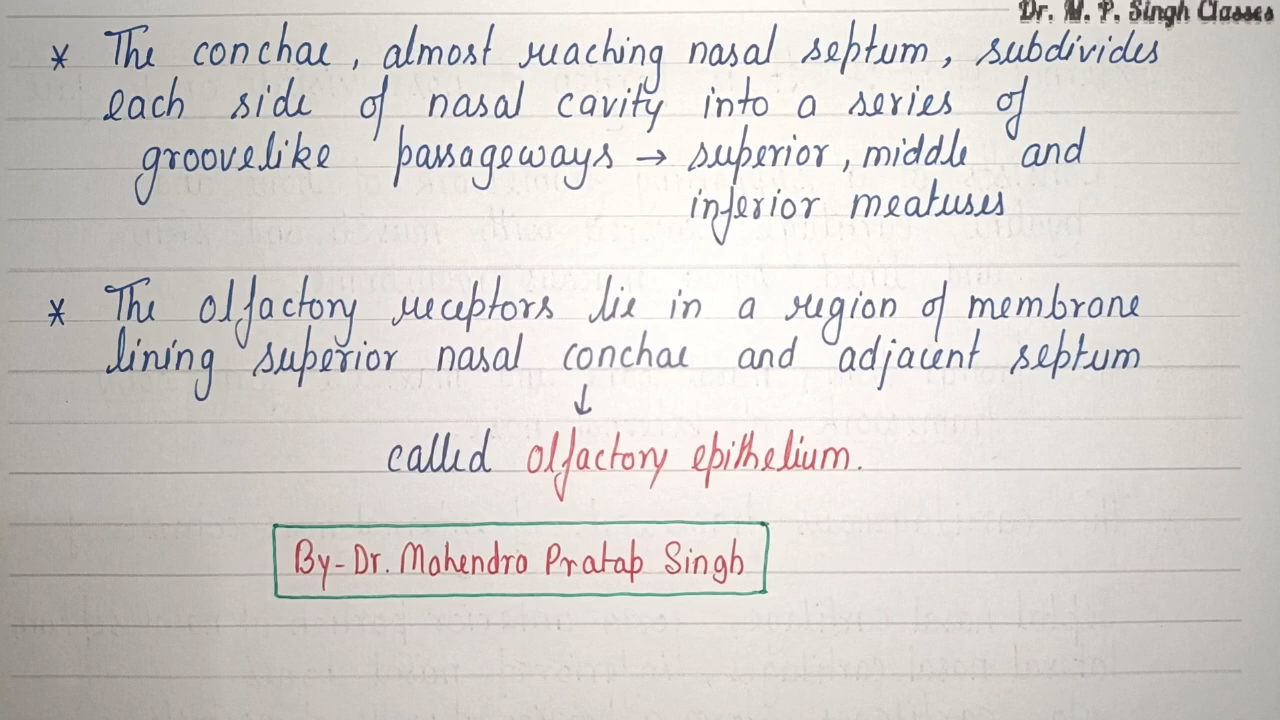 Dr. M. P. Singh Classes
* The conchae, almost reaching nasal septum, subdivides
each side of nasal cavity into a series of
groovelike passageways → superior, middle and
inferior meatuses
* The olfactory receptors lie in a region of membrane
lining superior nasal conchae and adjacent septum
↓
called olfactory epithelium.
By-Dr. Mahendra Pratap Singh